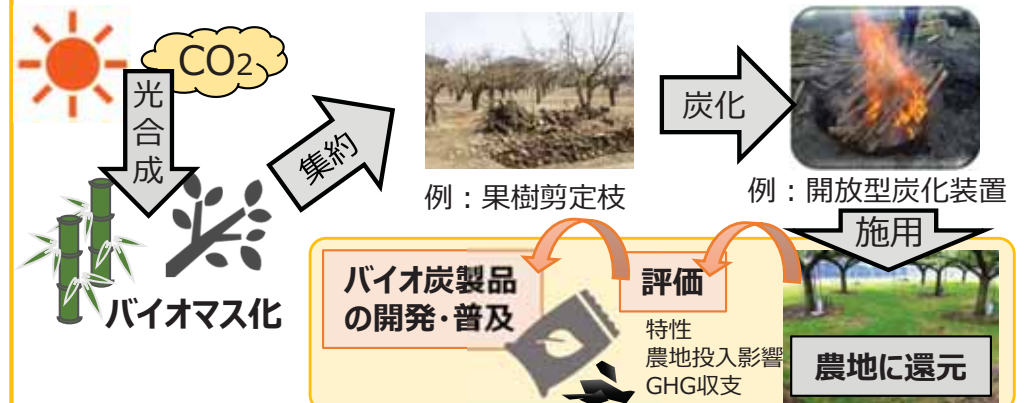 CO2
光合成
バイオマス化
集約
例：果樹剪定枝
炭化
例：開放型炭化装置
施用
農地に還元
評価
特性
農地投入影響
GHG収支
バイオ炭製品
の開発・普及